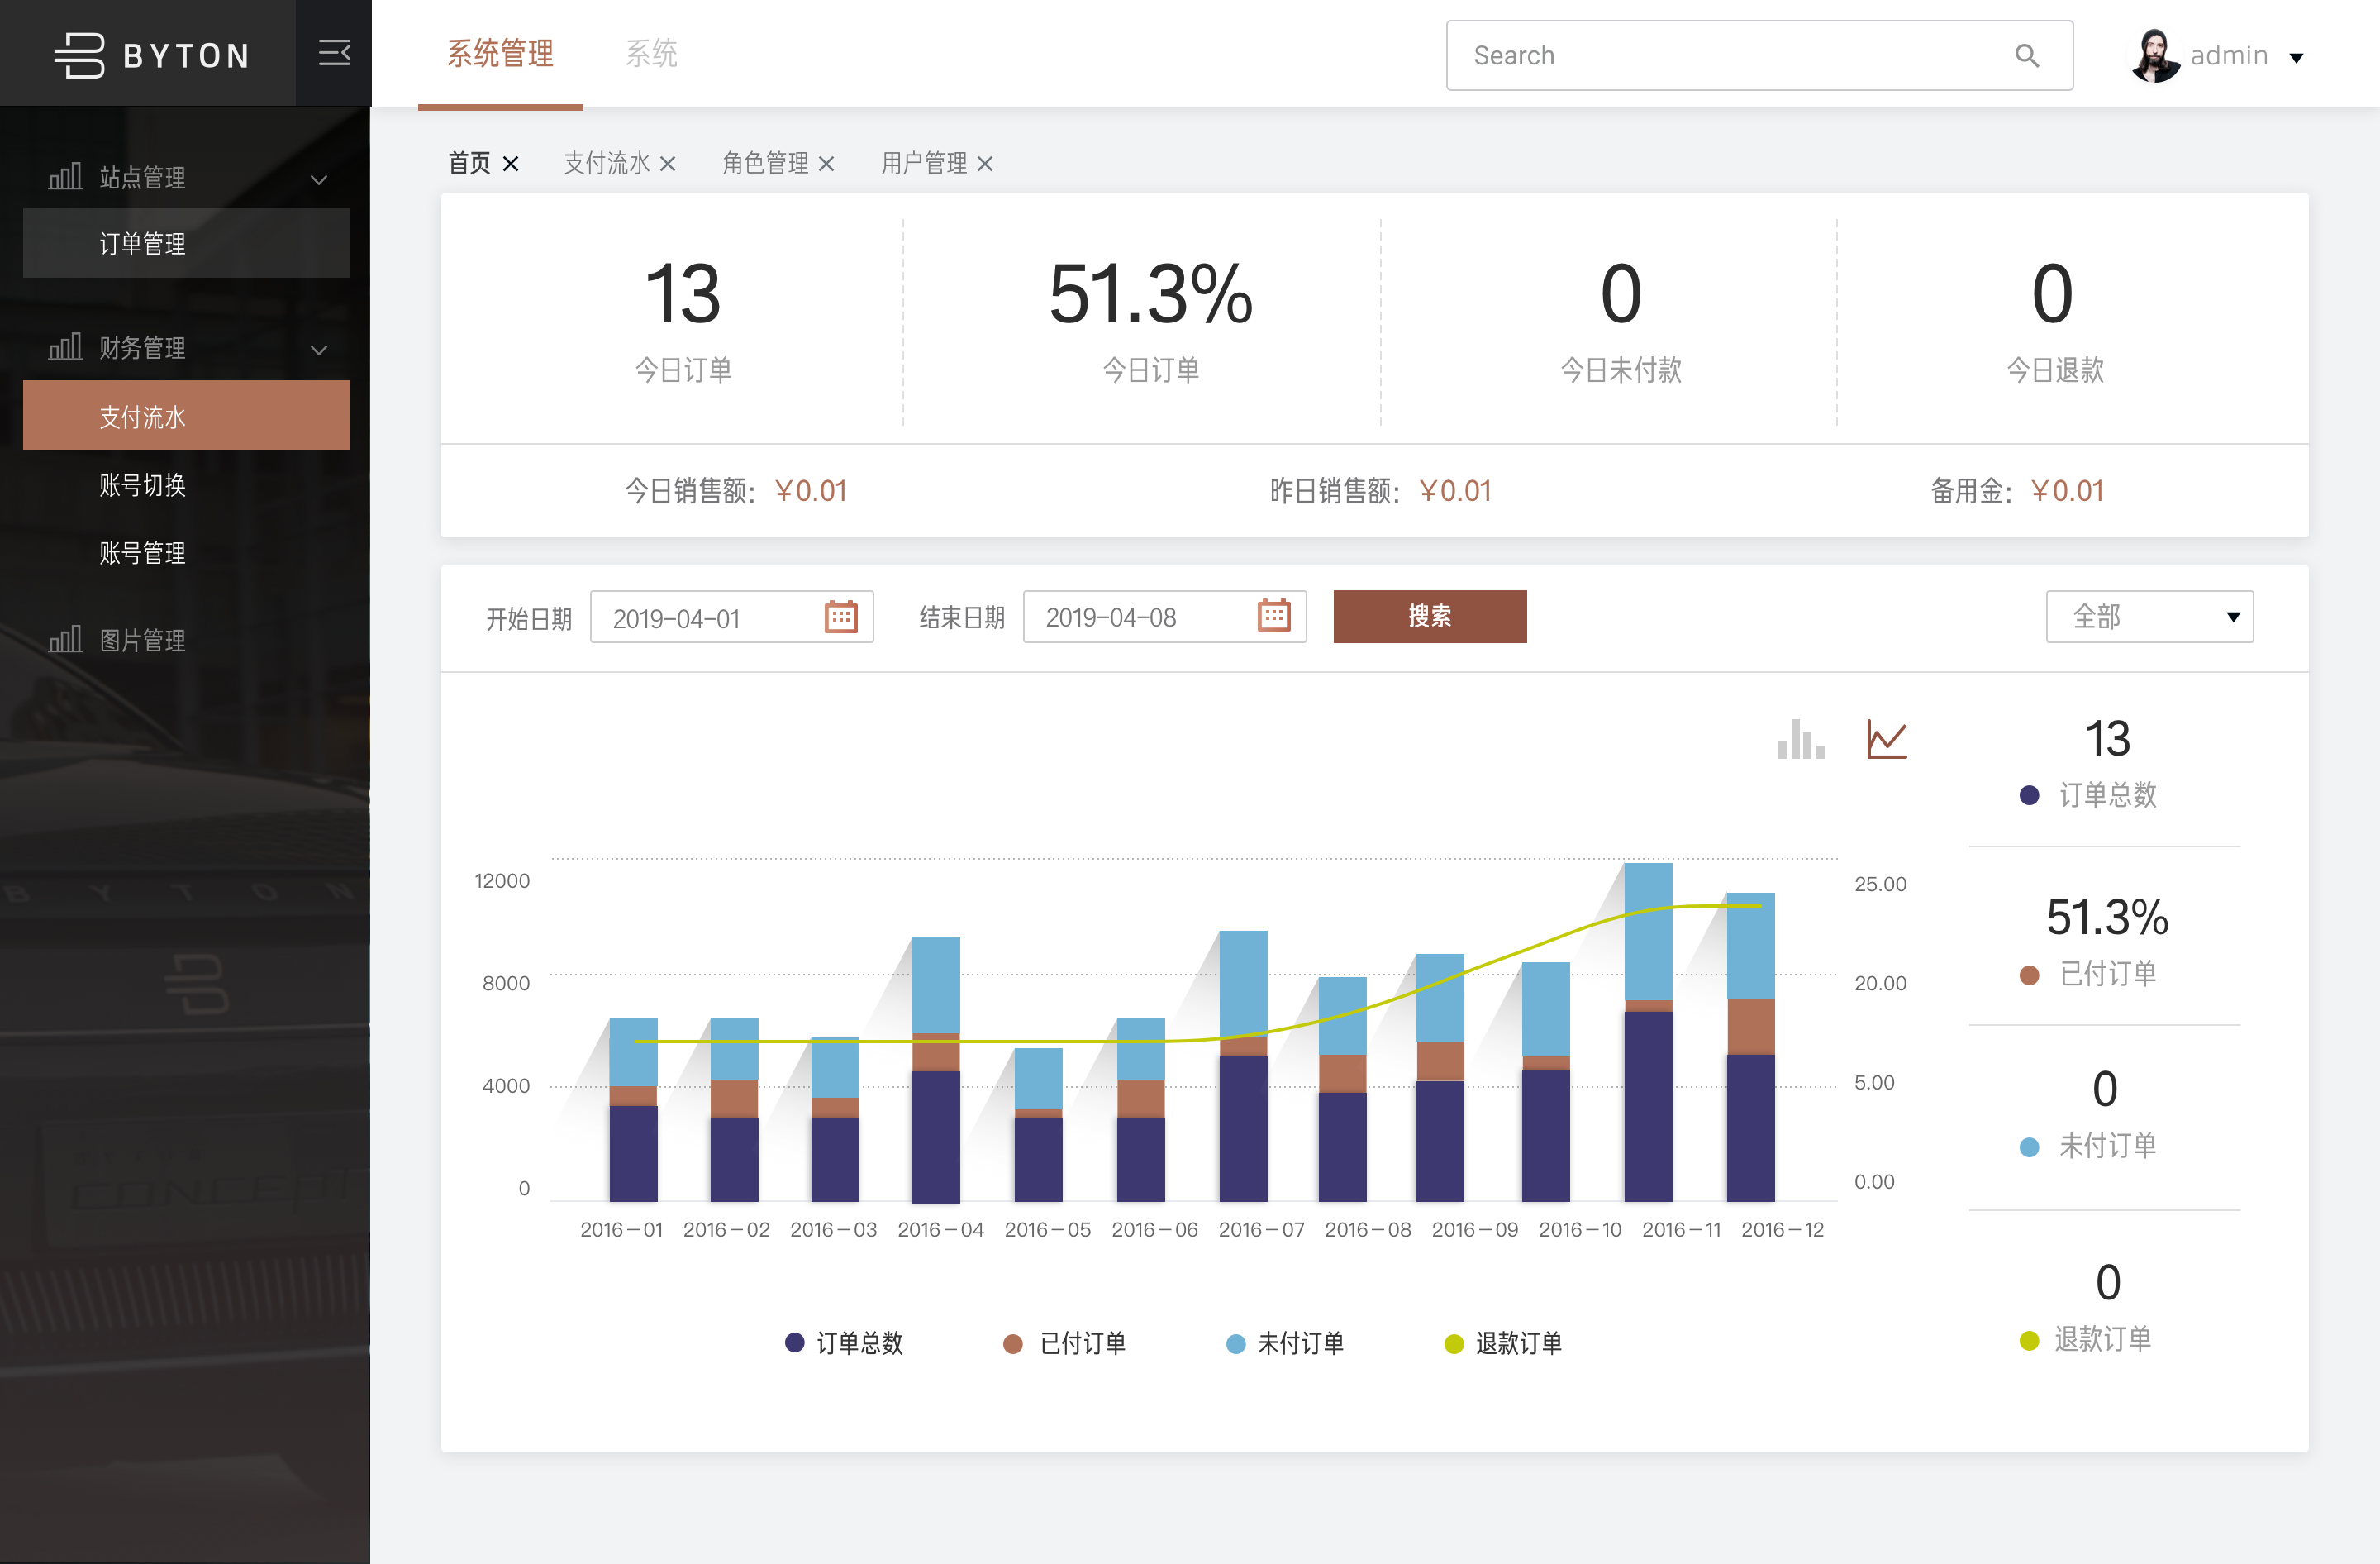 BYTON
系统管理
系统
Search
admin
站点管理
订单管理
财务管理
支付流水
账号切换
账号管理
图片管理
BYTON
CONCEPT
首页
支付流水
角色管理
用户管理
13
今日订单
51.3%
今日订单
0
今日未付款
0
今日退款
今日销售额：￥0.01
昨日销售额：￥0.01
备用金：￥0.01
开始日期
2019-04-01
结束日期
2019-04-08
搜索
全部
12000
8000
4000
0
25.00
20.00
5.00
0.00
2016-01
2016-02
2016-03
2016-04
2016-05
2016-06
2016-07
2016-08
2016-09
2016-10
2016-11
2016-12
订单总数
已付订单
未付订单
退款订单
13
订单总数
51.3%
已付订单
0
未付订单
0
退款订单